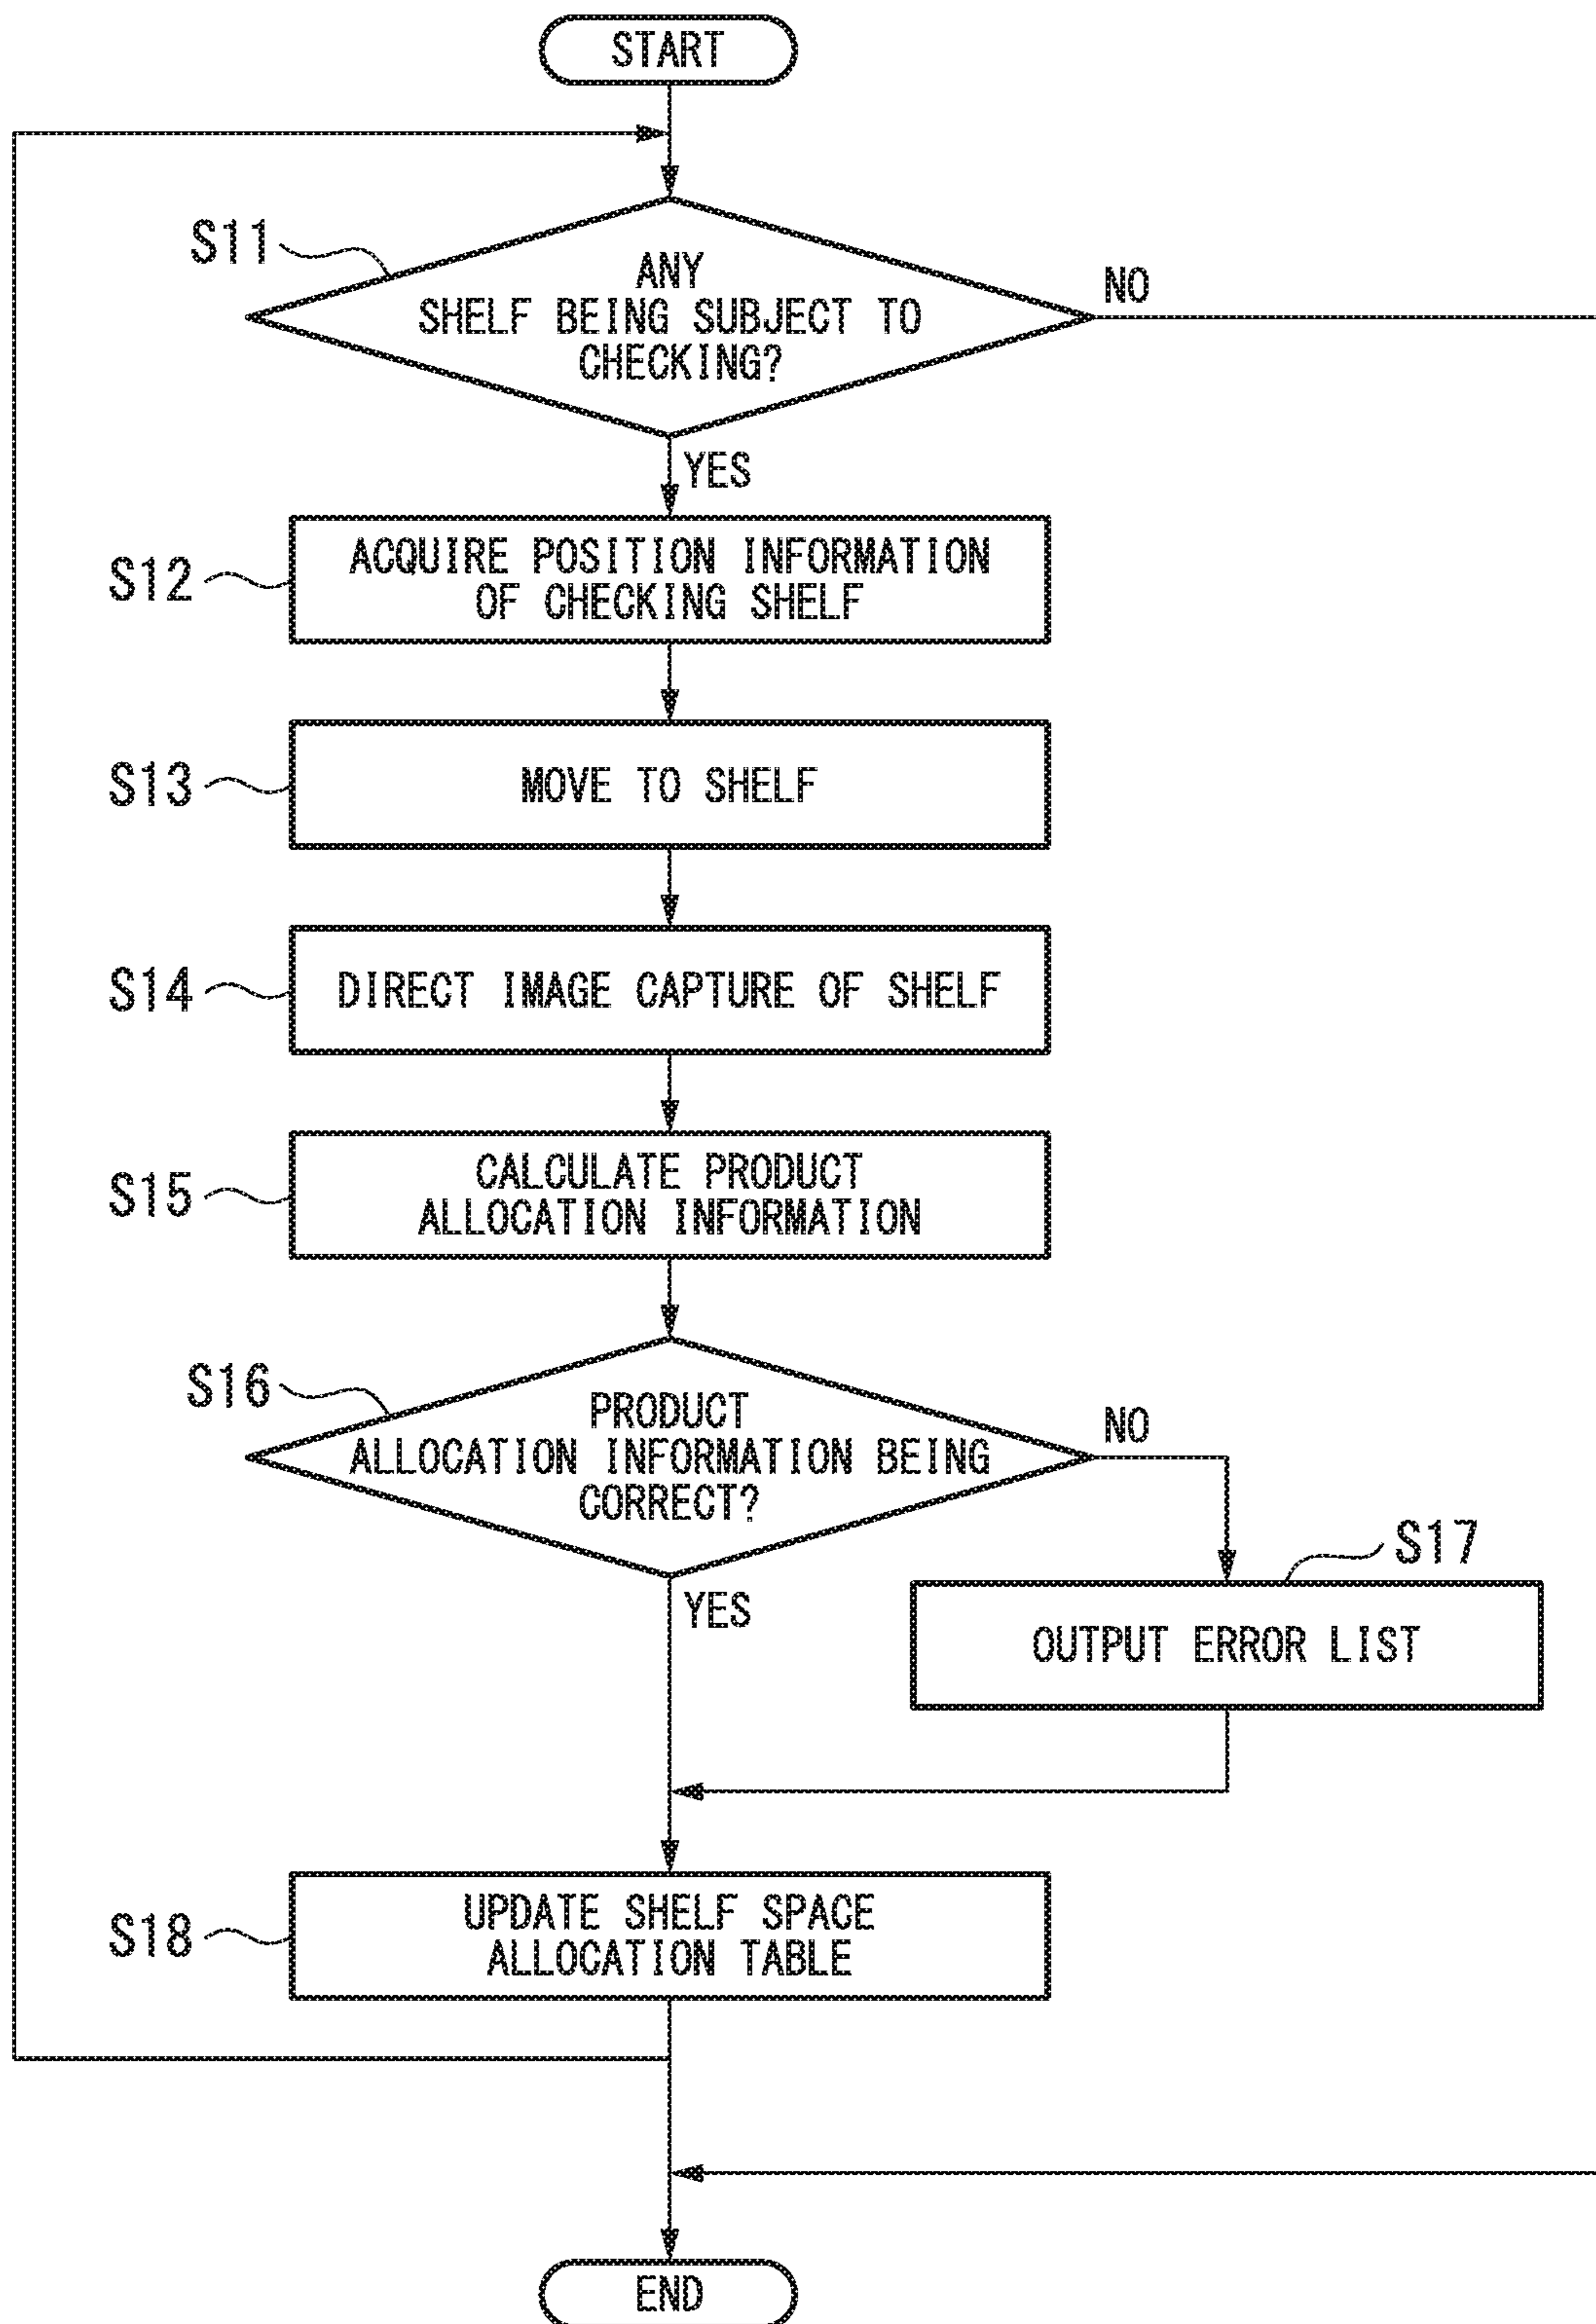 START
S11
ANY
SHELF BEING SUBJECT TO
CHECKING?
NO
YES
S12
ACQUIRE POSITION INFORMATION
OF CHECKING SHELF
S13
MOVE TO SHELF
S14
DIRECT IMAGE CAPTURE OF SHELF
S15
CALCULATE PRODUCT
ALLOCATION INFORMATION
S16
PRODUCT
ALLOCATION INFORMATION BEING
CORRECT?
NO
S17
YES
OUTPUT ERROR LIST
S18
UPDATE SHELF SPACE
ALLOCATION TABLE
END